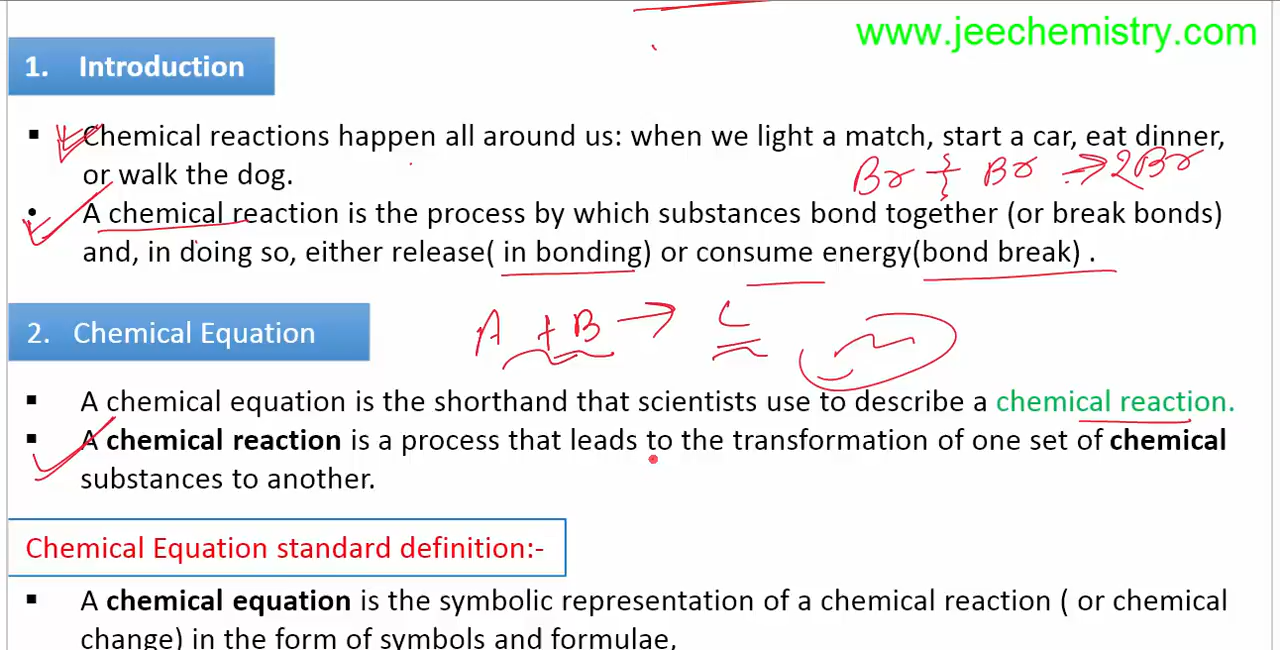 www.jeechemistry.com
1. Introduction
▪ Chemical reactions happen all around us: when we light a match, start a car, eat dinner,
or walk the dog.
Br Br → 2Br
• A chemical reaction is the process by which substances bond together (or break bonds)
and, in doing so, either release( in bonding) or consume energy(bond break) .
A + B → C
2. Chemical Equation
▪ A chemical equation is the shorthand that scientists use to describe a chemical reaction.
▪ A chemical reaction is a process that leads to the transformation of one set of chemical
substances to another.
Chemical Equation standard definition:-
▪ A chemical equation is the symbolic representation of a chemical reaction ( or chemical
change) in the form of symbols and formulae,